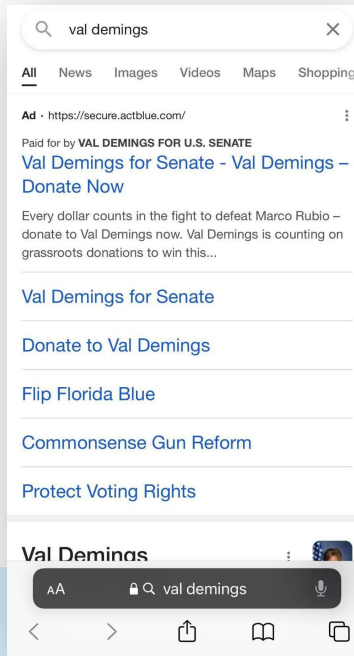 val demings
All News Images Videos Maps Shopping
Ad · https://secure.actblue.com/
Paid for by VAL DEMINGS FOR U.S. SENATE
Val Demings for Senate - Val Demings –
Donate Now
Every dollar counts in the fight to defeat Marco Rubio –
donate to Val Demings now. Val Demings is counting on
grassroots donations to win this...
Val Demings for Senate
Donate to Val Demings
Flip Florida Blue
Commonsense Gun Reform
Protect Voting Rights
Val Demings
AA val demings